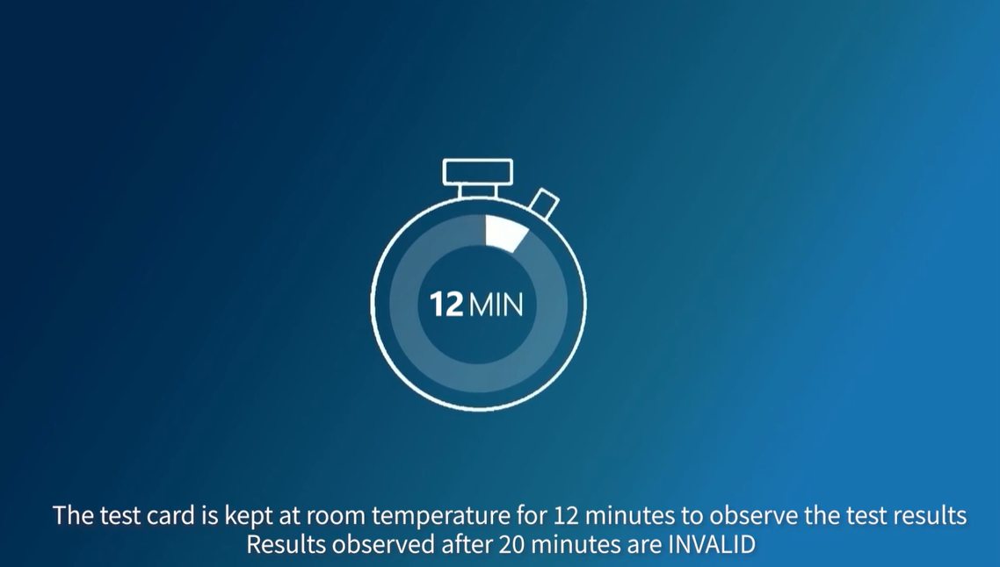 12 MIN
The test card is kept at room temperature for 12 minutes to observe the test results
Results observed after 20 minutes are INVALID